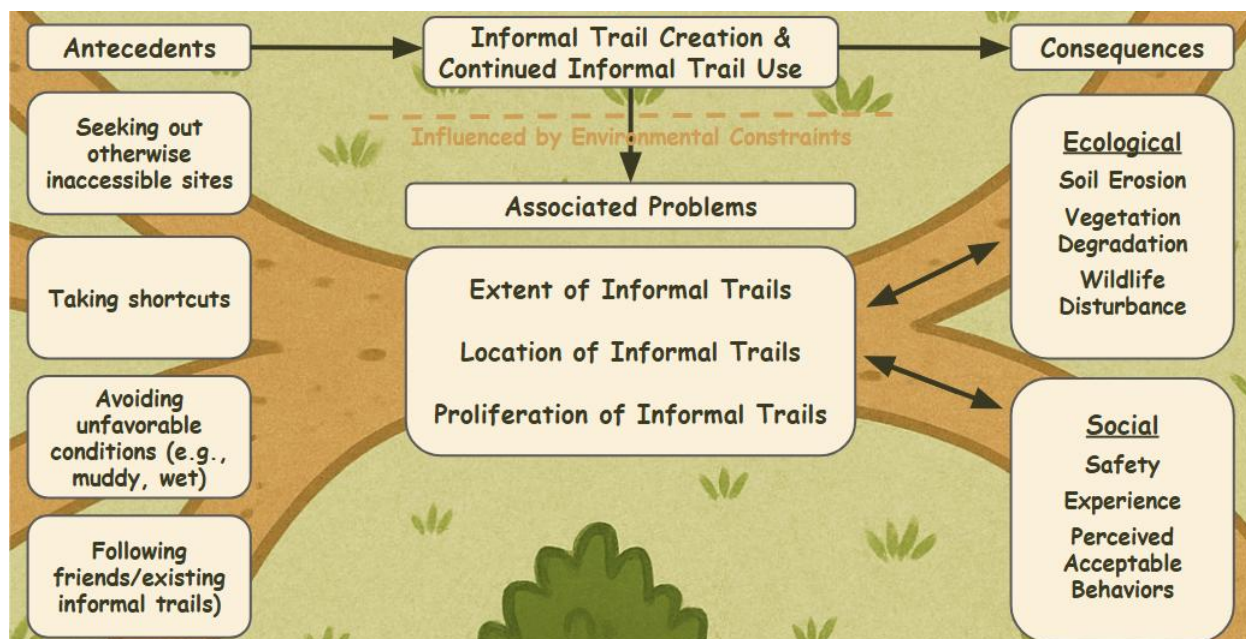 Antecedents
Informal Trail Creation &
Continued Informal Trail Use
Consequences
Seeking out
otherwise
inaccessible sites
Taking shortcuts
Avoiding
unfavorable
conditions (e.g.,
muddy, wet)
Following
friends/existing
informal trails)
Influenced by Environmental Constraints
Associated Problems
Extent of Informal Trails
Location of Informal Trails
Proliferation of Informal Trails
Ecological
Soil Erosion
Vegetation
Degradation
Wildlife
Disturbance
Social
Safety
Experience
Perceived
Acceptable
Behaviors